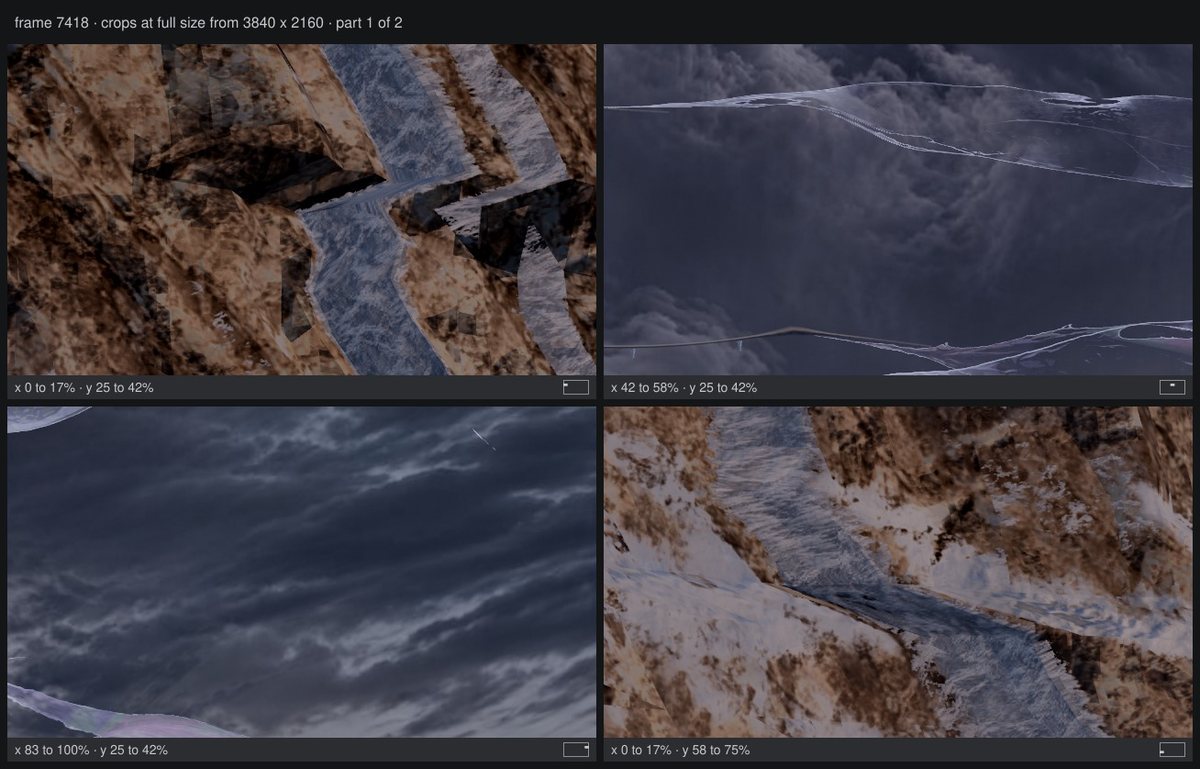 frame 7418 · crops at full size from 3840 x 2160 · part 1 of 2
x 0 to 17% · y 25 to 42%
x 42 to 58% · y 25 to 42%
x 83 to 100% · y 25 to 42%
x 0 to 17% · y 58 to 75%